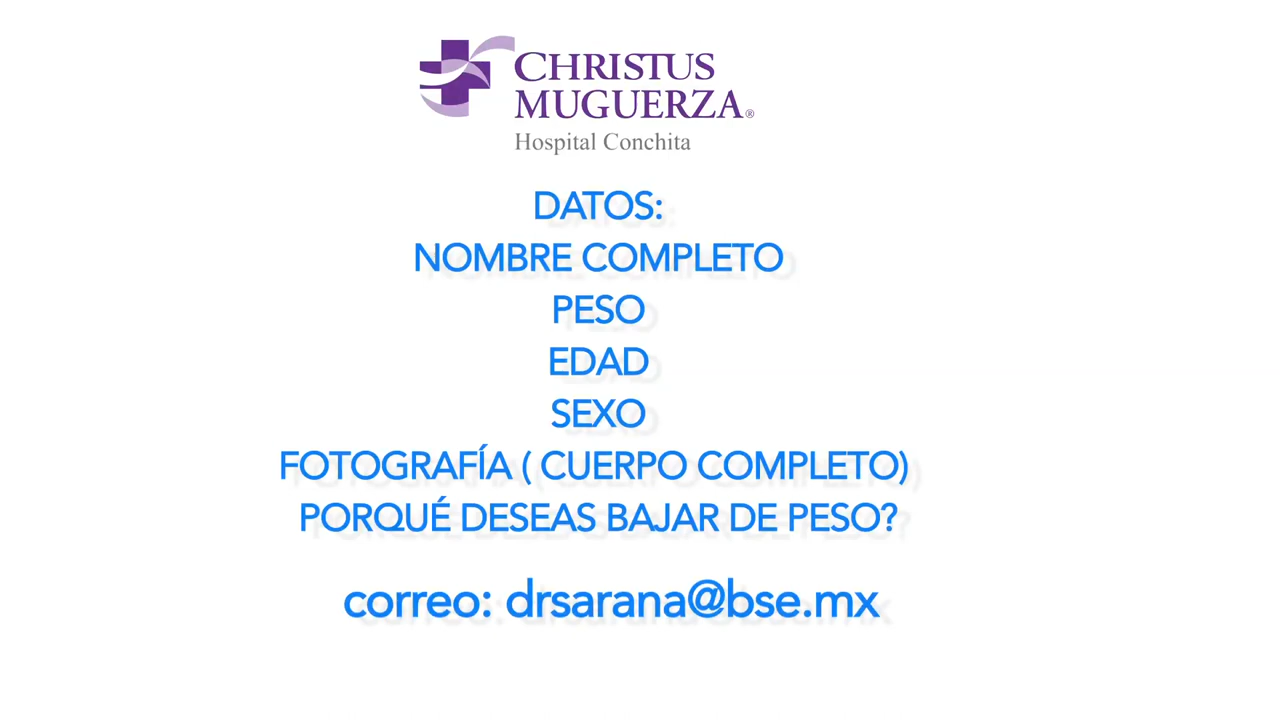 CHRISTUS
MUGUERZA®
Hospital Conchita
DATOS:
NOMBRE COMPLETO
PESO
EDAD
SEXO
FOTOGRAFÍA ( CUERPO COMPLETO)
PORQUÉ DESEAS BAJAR DE PESO?
correo: drsarana@bse.mx